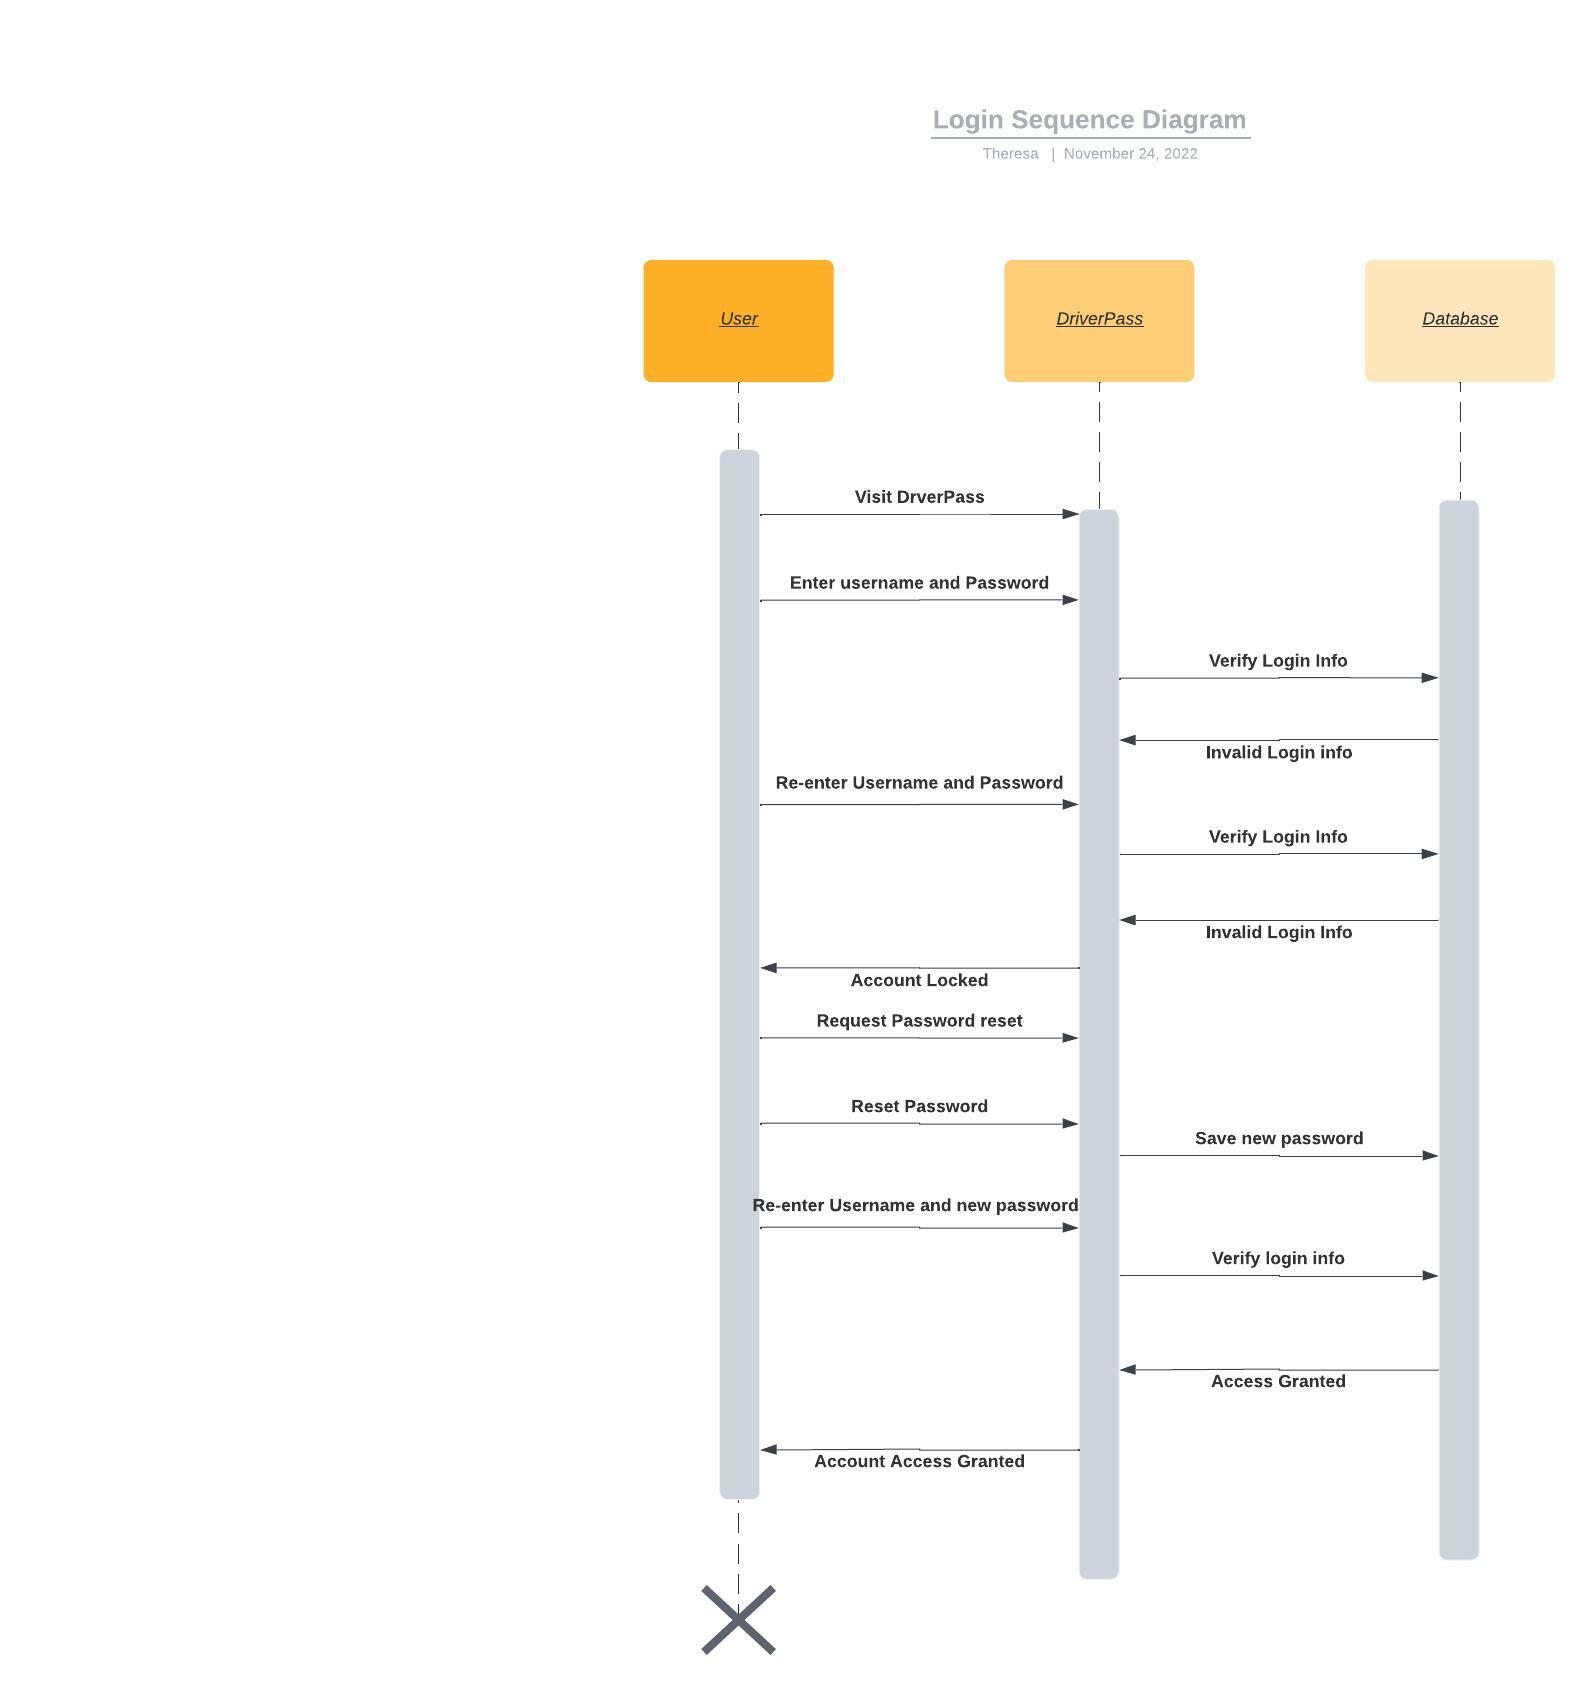 Login Sequence Diagram
Theresa | November 24, 2022
User
DriverPass
Database
Visit DrverPass
Enter username and Password
Verify Login Info
Invalid Login info
Re-enter Username and Password
Verify Login Info
Invalid Login Info
Account Locked
Request Password reset
Reset Password
Save new password
Re-enter Username and new password
Verify login info
Access Granted
Account Access Granted